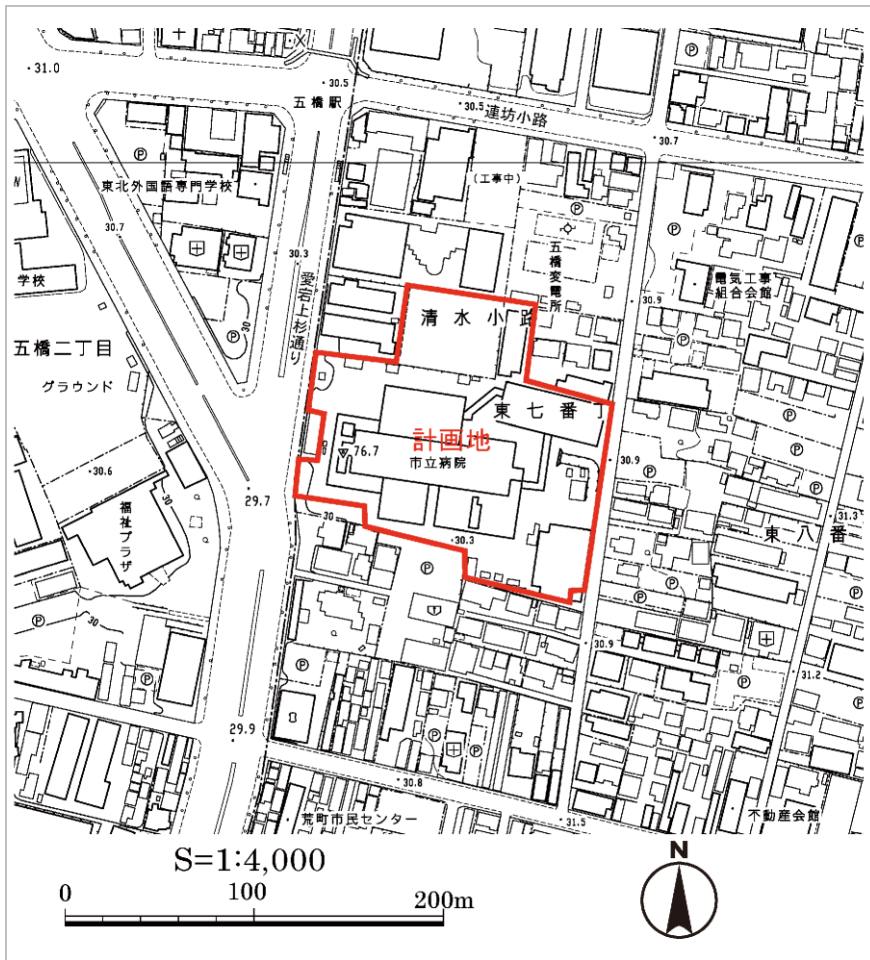 31.0
30.5
五橋駅
30.5
連坊小路
30.7
東北外国語専門学校
(工事中)
30.7
30.3
愛宕上杉通り
五橋変電所
学校
30
30.9
電気工事
組合会館
清水小路
五橋二丁目
グラウンド
東七番丁
計画地
76.7
市立病院
30.9
30.6
29.7
30
30.3
31.3
東八番
福祉プラザ
30
30
30.9
31.2
29.9
30.8
荒町市民センター
31.5
不動産会館
S=1:4,000
0 100 200m
N